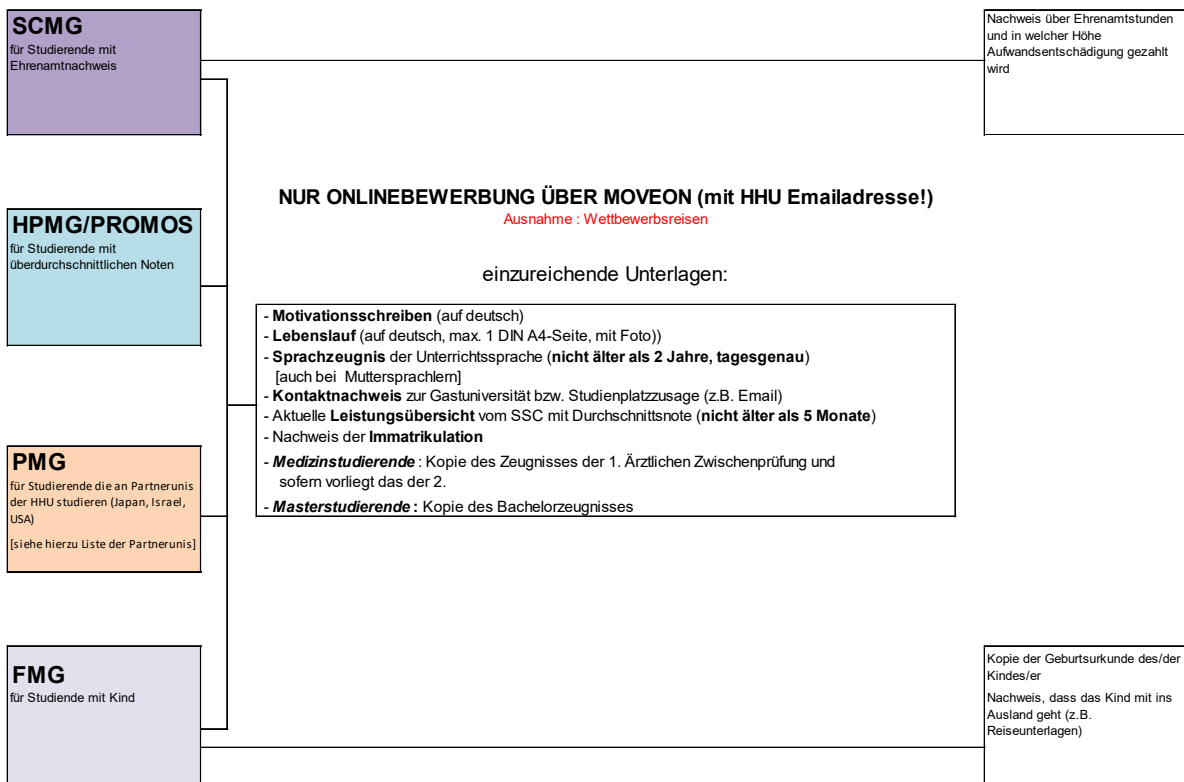 SCMG
für Studierende mit
Ehrenamtnachweis
Nachweis über Ehrenamtstunden
und in welcher Höhe
Aufwandsentschädigung gezahlt
wird
NUR ONLINEBEWERBUNG ÜBER MOVEON (mit HHU Emailadresse!)
Ausnahme : Wettbewerbsreisen
HPMG/PROMOS
für Studierende mit
überdurchschnittlichen Noten
einzureichende Unterlagen:
- Motivationsschreiben (auf deutsch)
- Lebenslauf (auf deutsch, max. 1 DIN A4-Seite, mit Foto))
- Sprachzeugnis der Unterrichtssprache (nicht älter als 2 Jahre, tagesgenau)
[auch bei Muttersprachlern]
- Kontaktnachweis zur Gastuniversität bzw. Studienplatzzusage (z.B. Email)
- Aktuelle Leistungsübersicht vom SSC mit Durchschnittsnote (nicht älter als 5 Monate)
- Nachweis der Immatrikulation
- Medizinstudierende : Kopie des Zeugnisses der 1. Ärztlichen Zwischenprüfung und
sofern vorliegt das der 2.
- Masterstudierende : Kopie des Bachelorzeugnisses
PMG
für Studierende die an Partnerunis
der HHU studieren (Japan, Israel,
USA)
[siehe hierzu Liste der Partnerunis]
FMG
für Studiende mit Kind
Kopie der Geburtsurkunde des/der
Kindes/er
Nachweis, dass das Kind mit ins
Ausland geht (z.B.
Reiseunterlagen)